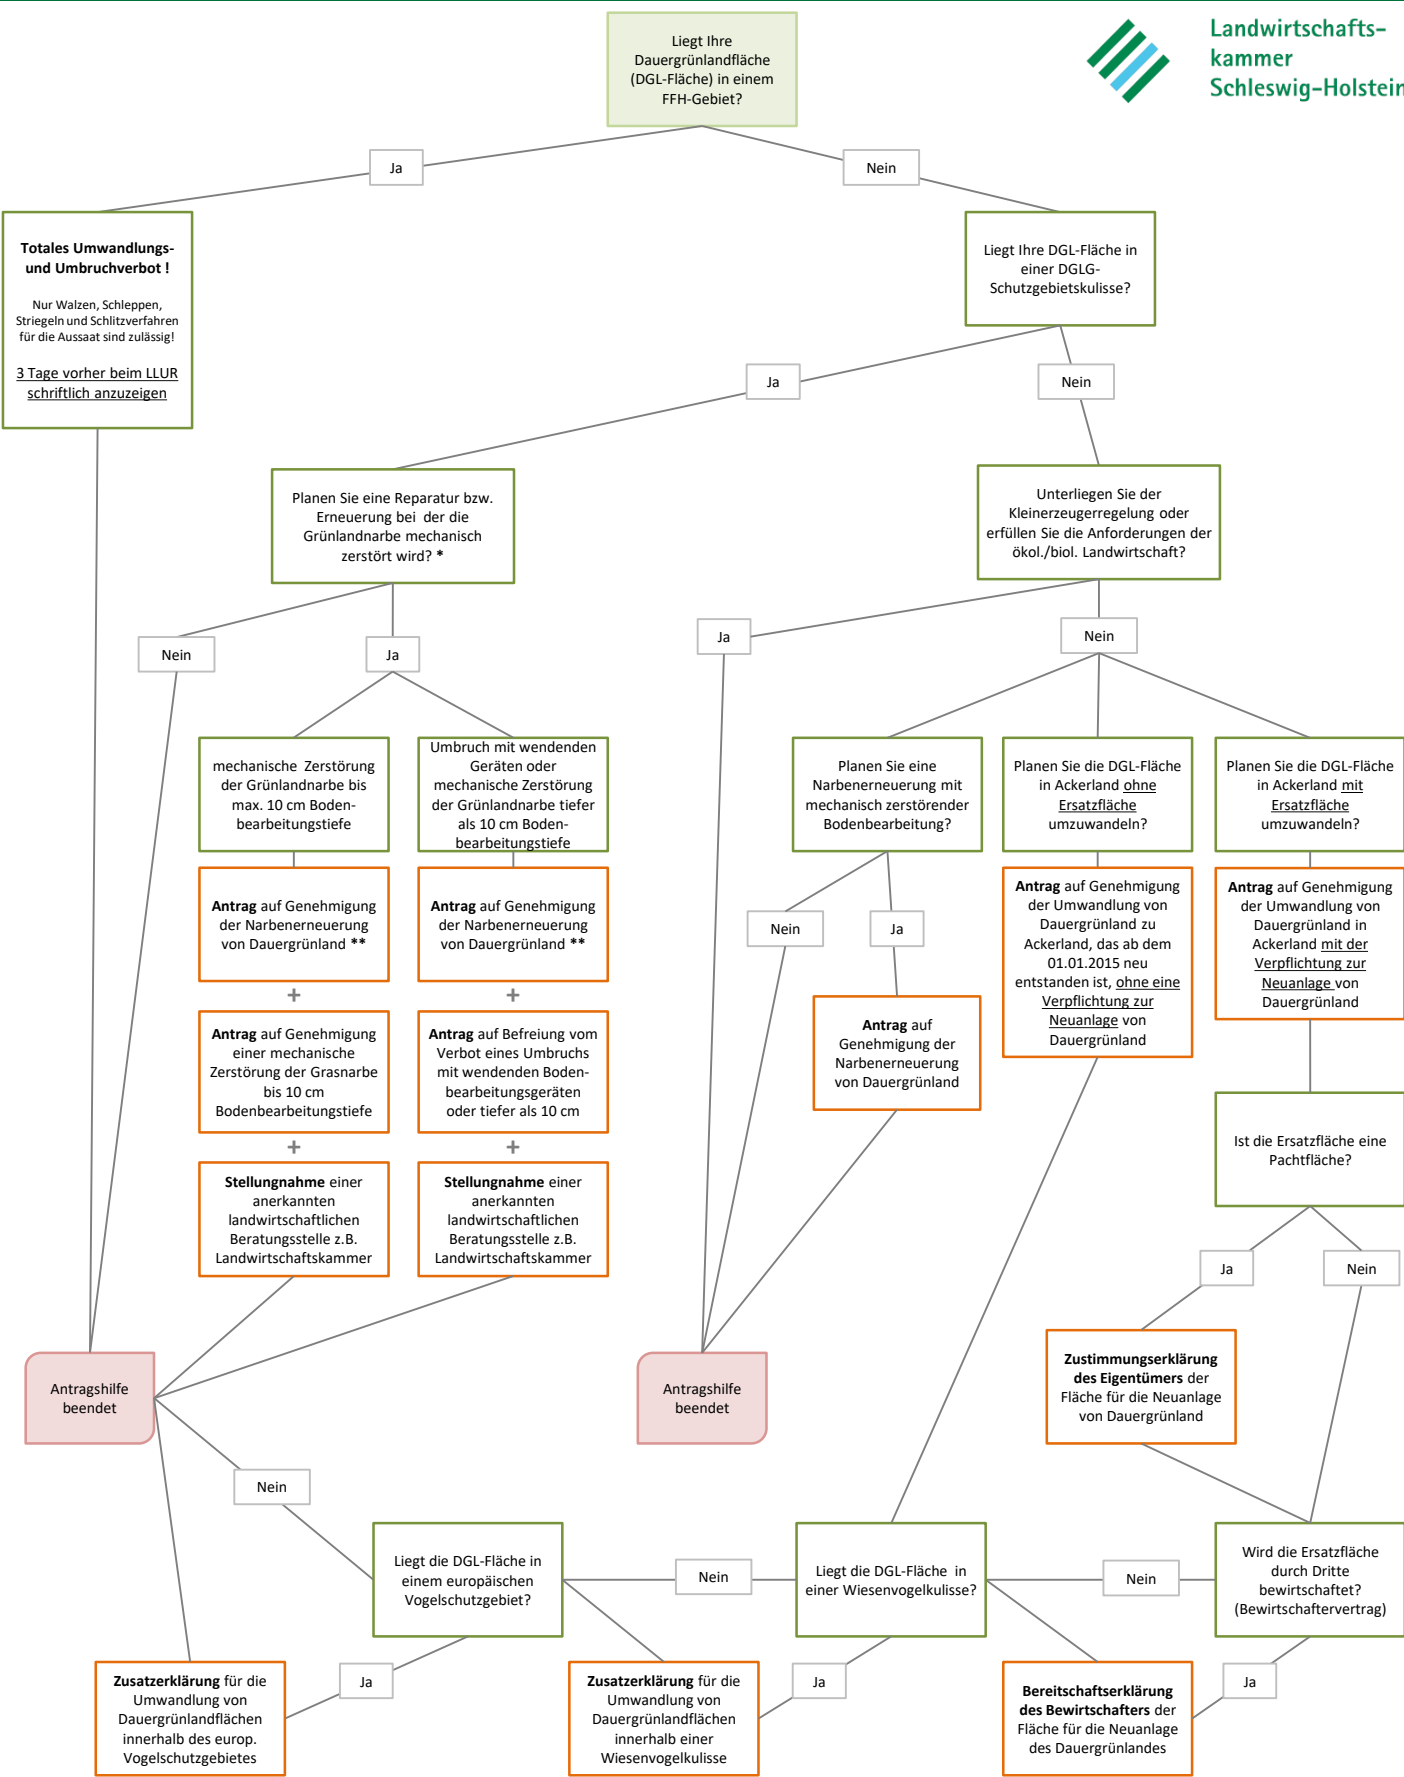 Landwirtschafts-
kammer
Schleswig-Holstein
Liegt Ihre
Dauergrünlandfläche
(DGL-Fläche) in einem
FFH-Gebiet?
Ja
Nein
Totales Umwandlungs-
und Umbruchverbot !
Nur Walzen, Schleppen,
Striegeln und Schlitzverfahren
für die Aussaat sind zulässig!
3 Tage vorher beim LLUR
schriftlich anzuzeigen
Liegt Ihre DGL-Fläche in
einer DGLG-
Schutzgebietskulisse?
Ja
Nein
Planen Sie eine Reparatur bzw.
Erneuerung bei der die
Grünlandnarbe mechanisch
zerstört wird? *
Unterliegen Sie der
Kleinerzeugerregelung oder
erfüllen Sie die Anforderungen der
ökol./biol. Landwirtschaft?
Nein
Ja
Ja
Nein
mechanische Zerstörung
der Grünlandnarbe bis
max. 10 cm Boden-
bearbeitungstiefe
Umbruch mit wendenden
Geräten oder
mechanische Zerstörung
der Grünlandnarbe tiefer
als 10 cm Boden-
bearbeitungstiefe
Planen Sie eine
Narbenerneuerung mit
mechanisch zerstörender
Bodenbearbeitung?
Planen Sie die DGL-Fläche
in Ackerland ohne
Ersatzfläche
umzuwandeln?
Planen Sie die DGL-Fläche
in Ackerland mit
Ersatzfläche
umzuwandeln?
Antrag auf Genehmigung
der Narbenerneuerung
von Dauergrünland **
Antrag auf Genehmigung
der Narbenerneuerung
von Dauergrünland **
Nein
Ja
Antrag auf Genehmigung
der Umwandlung von
Dauergrünland zu
Ackerland, das ab dem
01.01.2015 neu
entstanden ist, ohne eine
Verpflichtung zur
Neuanlage von
Dauergrünland
Antrag auf Genehmigung
der Umwandlung von
Dauergrünland in
Ackerland mit der
Verpflichtung zur
Neuanlage von
Dauergrünland
+
+
Antrag auf Genehmigung
einer mechanische
Zerstörung der Grasnarbe
bis 10 cm
Bodenbearbeitungstiefe
Antrag auf Befreiung vom
Verbot eines Umbruchs
mit wendenden Boden-
bearbeitungsgeräten
oder tiefer als 10 cm
Antrag auf
Genehmigung der
Narbenerneuerung
von Dauergrünland
+
+
Ist die Ersatzfläche eine
Pachtfläche?
Stellungnahme einer
anerkannten
landwirtschaftlichen
Beratungsstelle z.B.
Landwirtschaftskammer
Stellungnahme einer
anerkannten
landwirtschaftlichen
Beratungsstelle z.B.
Landwirtschaftskammer
Ja
Nein
Antragshilfe
beendet
Antragshilfe
beendet
Zustimmungserklärung
des Eigentümers der
Fläche für die Neuanlage
von Dauergrünland
Nein
Liegt die DGL-Fläche in
einem europäischen
Vogelschutzgebiet?
Nein
Liegt die DGL-Fläche in
einer Wiesenvogelkulisse?
Nein
Wird die Ersatzfläche
durch Dritte
bewirtschaftet?
(Bewirtschaftervertrag)
Zusatzerklärung für die
Umwandlung von
Dauergrünlandflächen
innerhalb des europ.
Vogelschutzgebietes
Ja
Zusatzerklärung für die
Umwandlung von
Dauergrünlandflächen
innerhalb einer
Wiesenvogelkulisse
Ja
Bereitschaftserklärung
des Bewirtschafters der
Fläche für die Neuanlage
des Dauergrünlandes
Ja